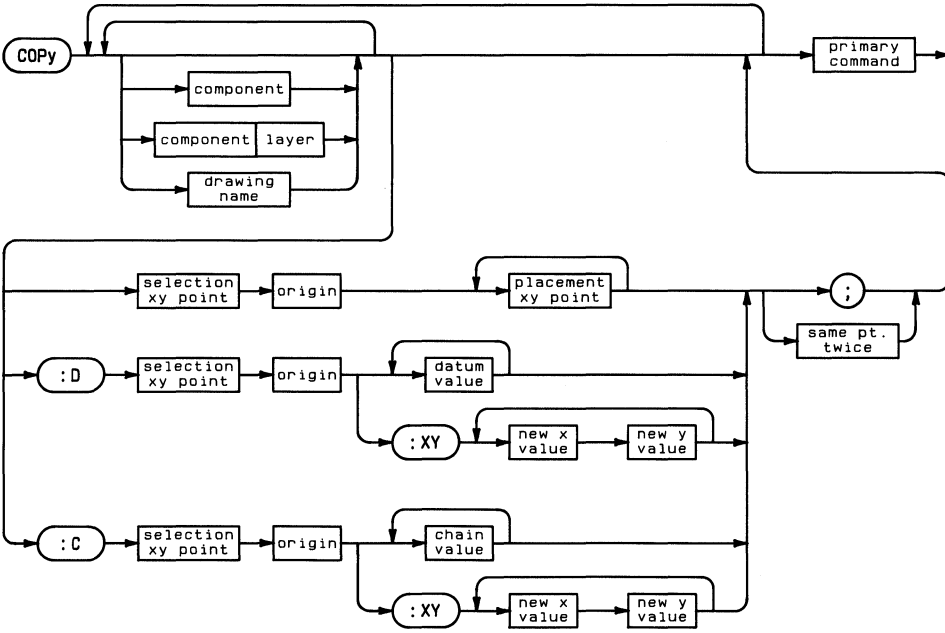 COPy
primary
command
component
component layer
drawing
name
selection
xy point
origin
placement
xy point
;
same pt.
twice
:D
selection
xy point
origin
datum
value
:XY
new x
value
new y
value
:C
selection
xy point
origin
chain
value
:XY
new x
value
new y
value